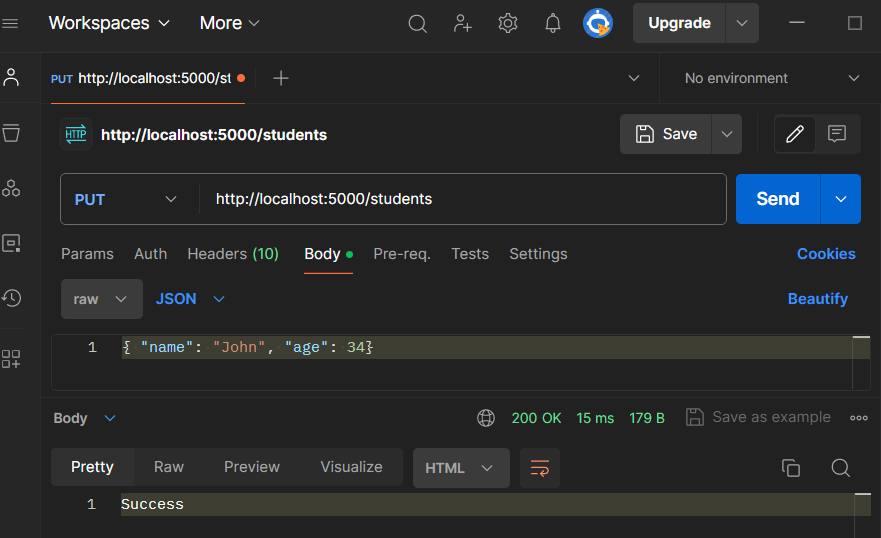 Workspaces More Upgrade
PUT http://localhost:5000/st No environment
HTTP http://localhost:5000/students Save
PUT http://localhost:5000/students Send
Params Auth Headers (10) Body Pre-req. Tests Settings Cookies
raw JSON Beautify
1 { "name": "John", "age": 34}
Body 200 OK 15 ms 179 B Save as example
Pretty Raw Preview Visualize HTML
1 Success